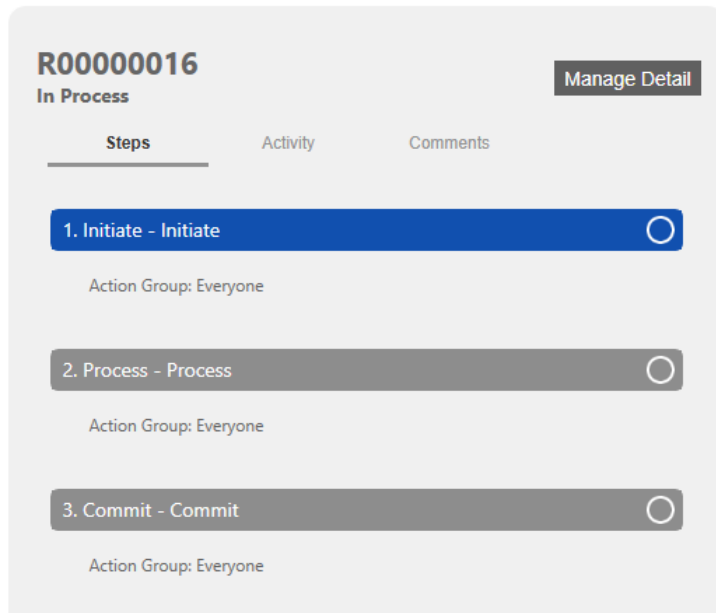 R00000016
In Process
Manage Detail
Steps
Activity
Comments
1. Initiate - Initiate
Action Group: Everyone
2. Process - Process
Action Group: Everyone
3. Commit - Commit
Action Group: Everyone